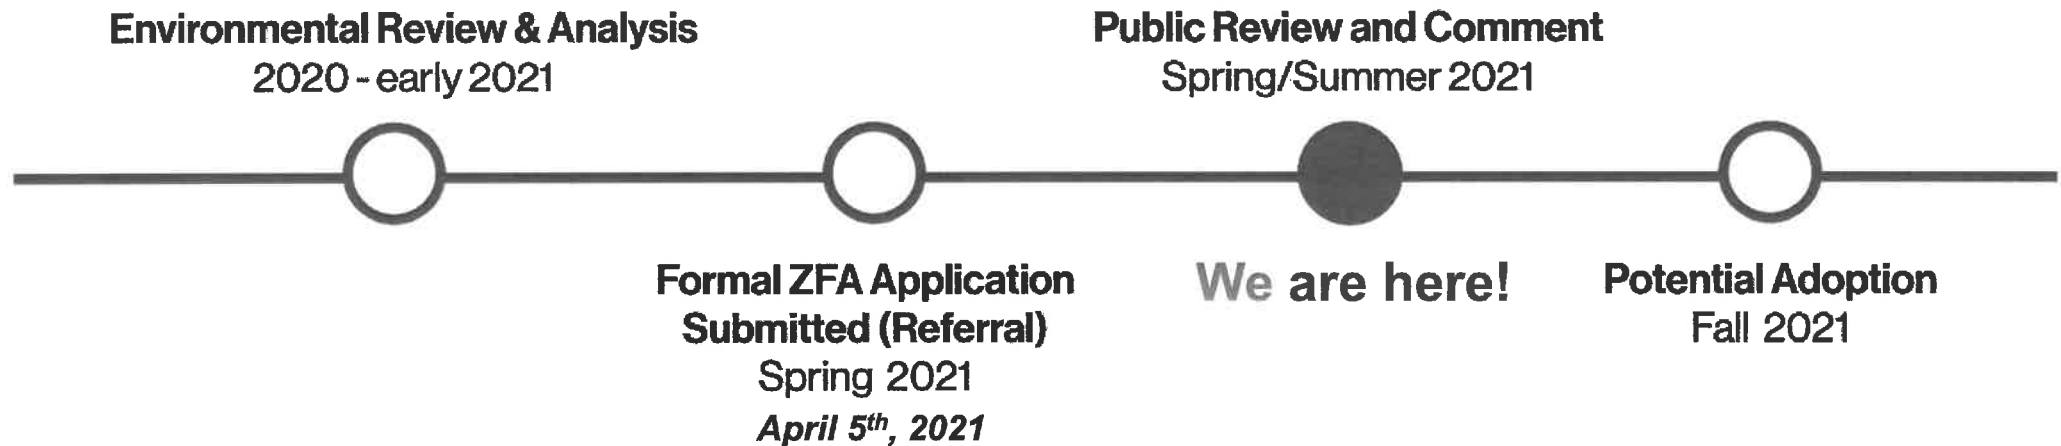 Environmental Review & Analysis
2020 - early 2021
Formal ZFA Application
Submitted (Referral)
Spring 2021
April 5th, 2021
Public Review and Comment
Spring/Summer 2021
We are here!
Potential Adoption
Fall 2021